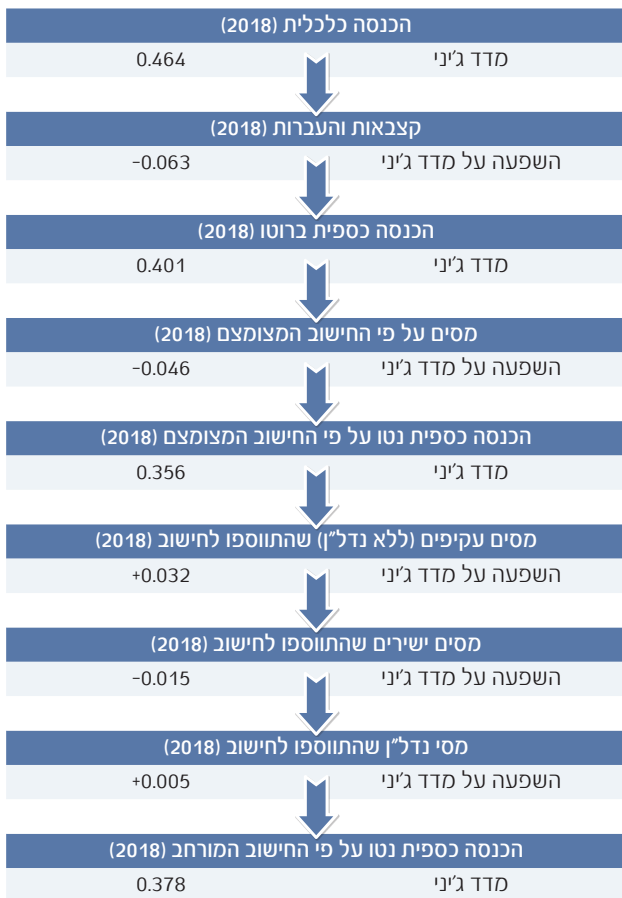 הכנסה כלכלית (2018)
מדד ג'יני 0.464
קצבאות והעברות (2018)
השפעה על מדד ג'יני -0.063
הכנסה כספית ברוטו (2018)
מדד ג'יני 0.401
מסים על פי החישוב המצומצם (2018)
השפעה על מדד ג'יני -0.046
הכנסה כספית נטו על פי החישוב המצומצם (2018)
מדד ג'יני 0.356
מסים עקיפים (ללא נדל"ן) שהתווספו לחישוב (2018)
השפעה על מדד ג'יני +0.032
מסים ישירים שהתווספו לחישוב (2018)
השפעה על מדד ג'יני -0.015
מסי נדל"ן שהתווספו לחישוב (2018)
השפעה על מדד ג'יני +0.005
הכנסה כספית נטו על פי החישוב המורחב (2018)
מדד ג'יני 0.378